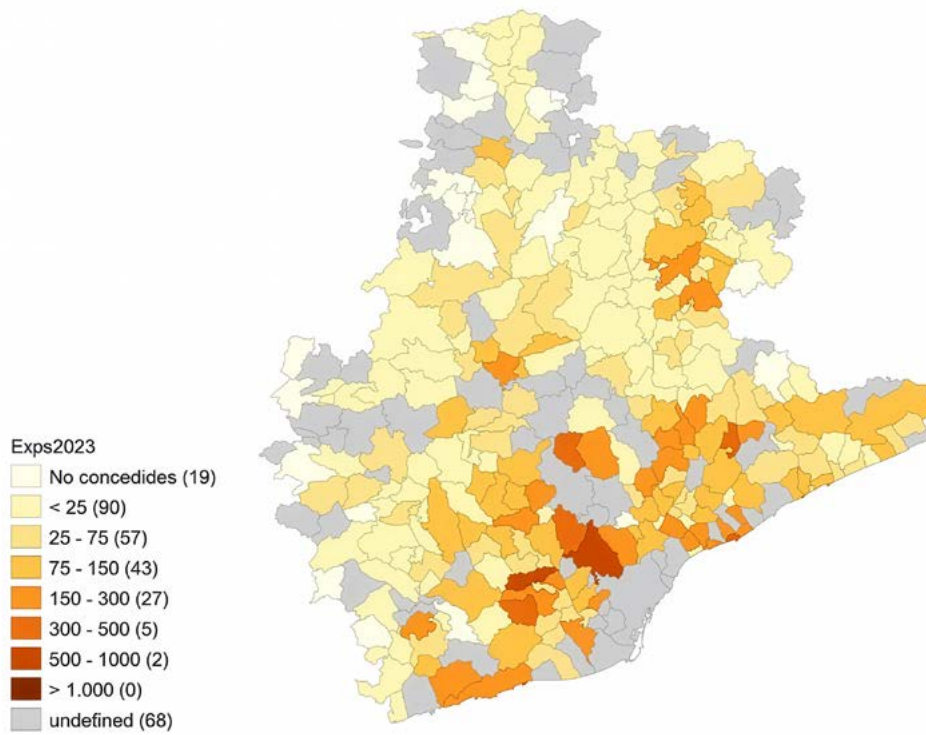 Exps2023
No concedides (19)
< 25 (90)
25 - 75 (57)
75 - 150 (43)
150 - 300 (27)
300 - 500 (5)
500 - 1000 (2)
> 1.000 (0)
undefined (68)